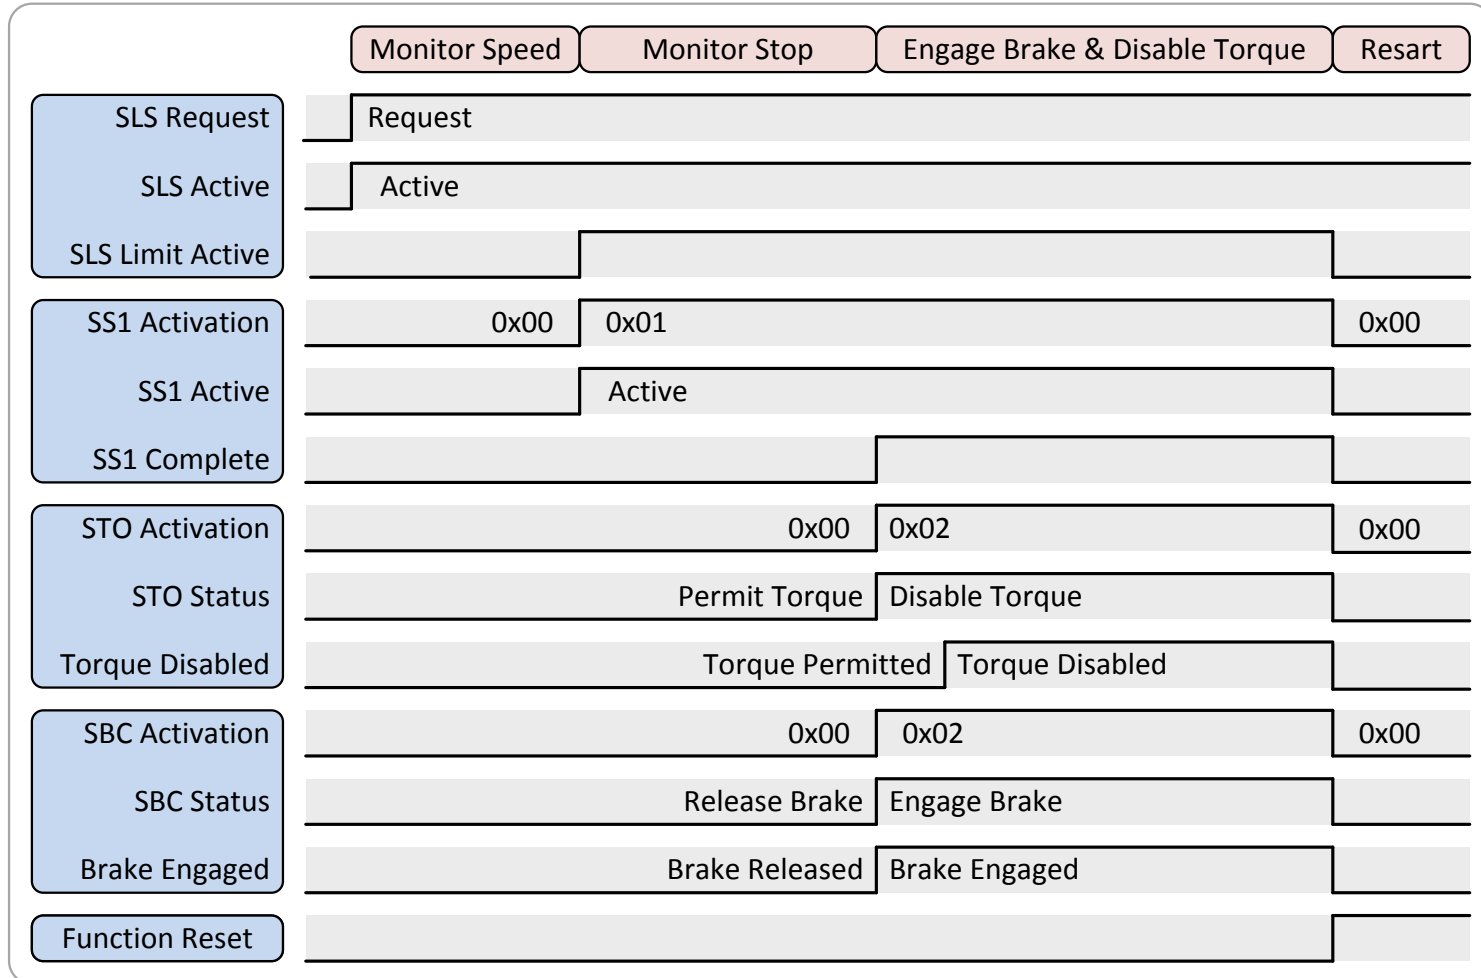 Monitor Speed Monitor Stop Engage Brake & Disable Torque Resart
SLS Request Request
SLS Active Active
SLS Limit Active
SS1 Activation 0x00 0x01 0x00
SS1 Active Active
SS1 Complete
STO Activation 0x00 0x02 0x00
STO Status Permit Torque Disable Torque
Torque Disabled Torque Permitted Torque Disabled
SBC Activation 0x00 0x02 0x00
SBC Status Release Brake Engage Brake
Brake Engaged Brake Released Brake Engaged
Function Reset